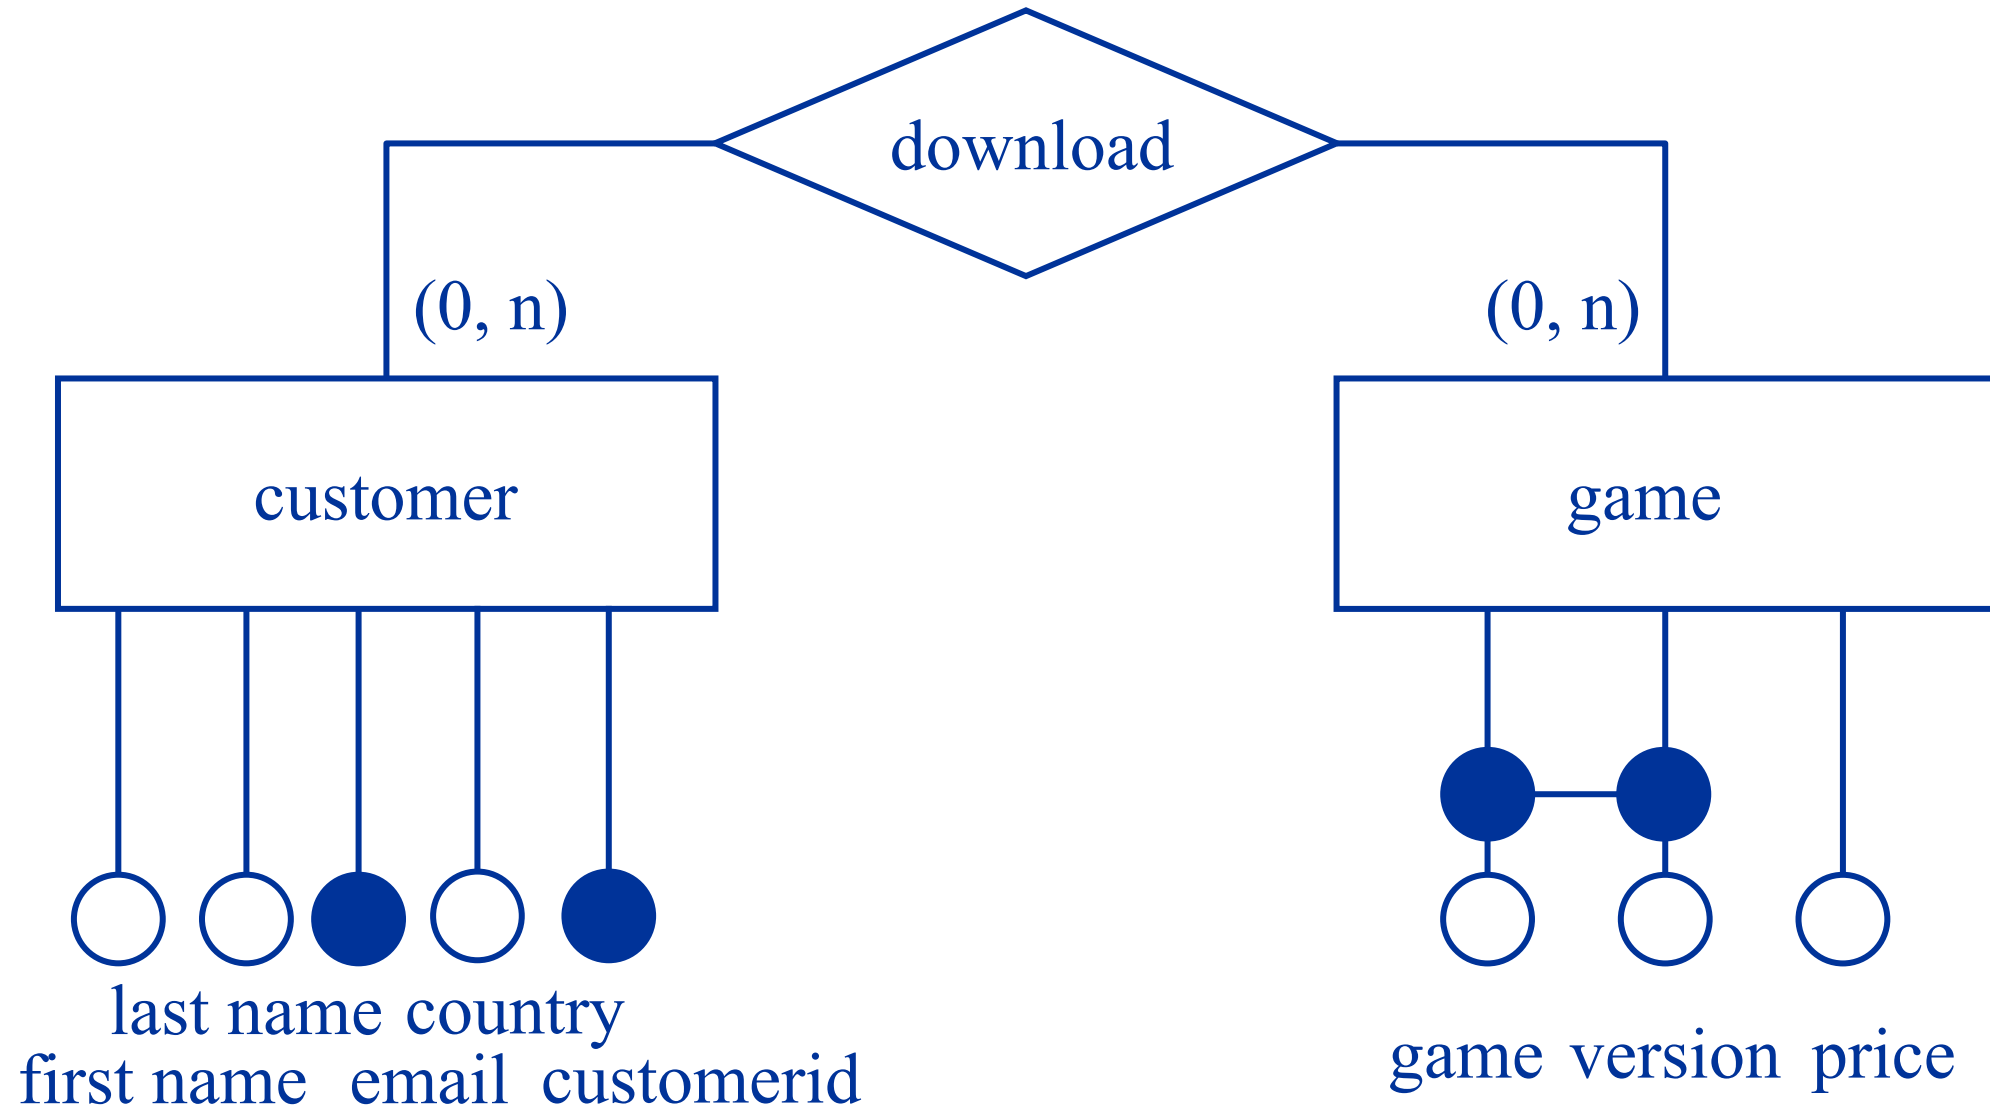 download
(0, n)
(0, n)
customer
game
last name country
first name email customerid
game version price